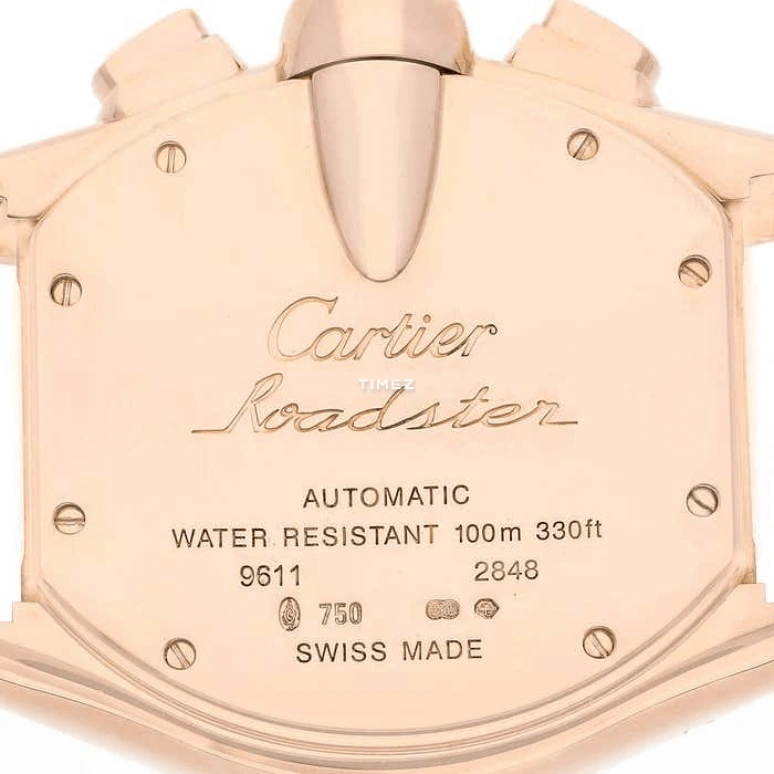 Cartier
TIMEZ
Roadster
AUTOMATIC
WATER RESISTANT 100m 330ft
9611 2848
750
SWISS MADE